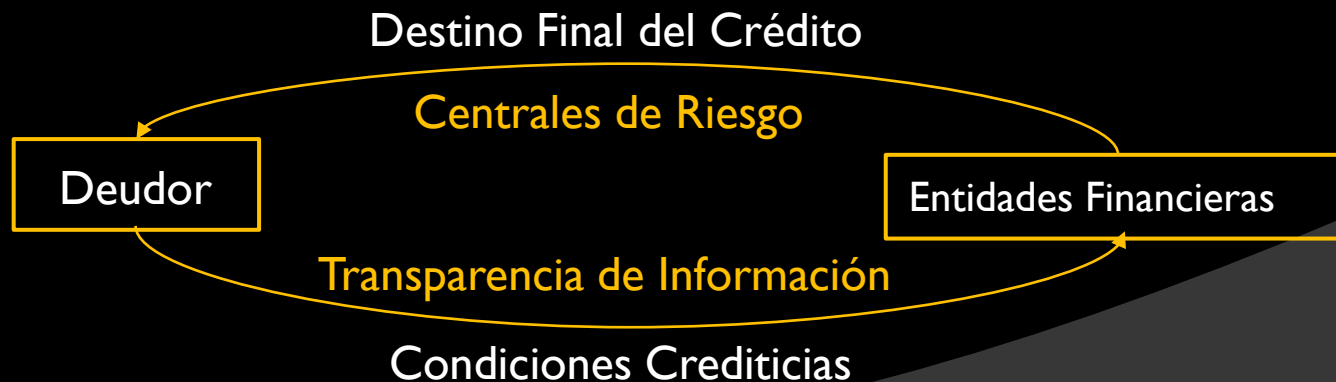 Destino Final del Crédito
Centrales de Riesgo
Deudor
Entidades Financieras
Transparencia de Información
Condiciones Crediticias